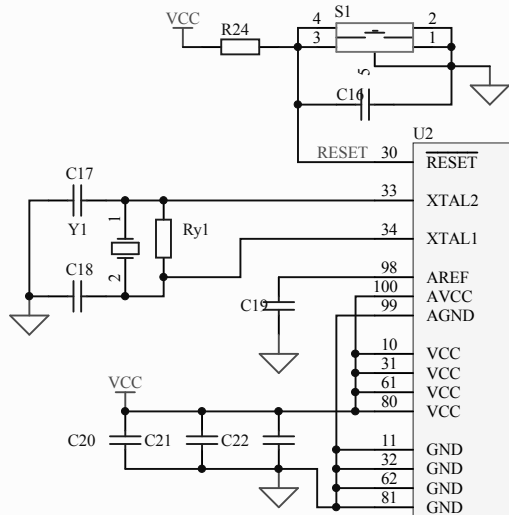 S1
VCC
R24
4
2
3
1
5
C16
U2
RESET
30
RESET
C17
33
XTAL2
Y1
1
Ry1
34
XTAL1
2
C18
98
AREF
100
AVCC
C19
99
AGND
10
VCC
31
VCC
VCC
61
VCC
80
VCC
C20
C21
C22
11
GND
32
GND
62
GND
81
GND